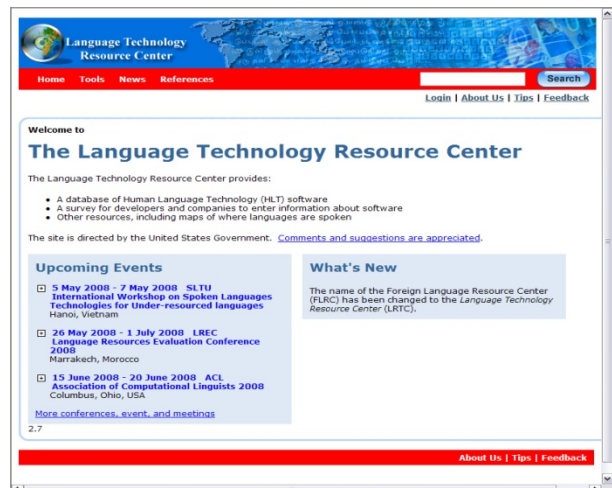 Language Technology
Resource Center
Home Tools News References Search
Login | About Us | Tips | Feedback
Welcome to
The Language Technology Resource Center
The Language Technology Resource Center provides:
• A database of Human Language Technology (HLT) software
• A survey for developers and companies to enter information about software
• Other resources, including maps of where languages are spoken
The site is directed by the United States Government. Comments and suggestions are appreciated.
Upcoming Events
5 May 2008 - 7 May 2008 SLTU
International Workshop on Spoken Languages
Technologies for Under-resourced languages
Hanoi, Vietnam
26 May 2008 - 1 July 2008 LREC
Language Resources Evaluation Conference
2008
Marrakech, Morocco
15 June 2008 - 20 June 2008 ACL
Association of Computational Linguists 2008
Columbus, Ohio, USA
More conferences, event, and meetings
What's New
The name of the Foreign Language Resource Center
(FLRC) has been changed to the Language Technology
Resource Center (LRTC).
2.7
About Us | Tips | Feedback